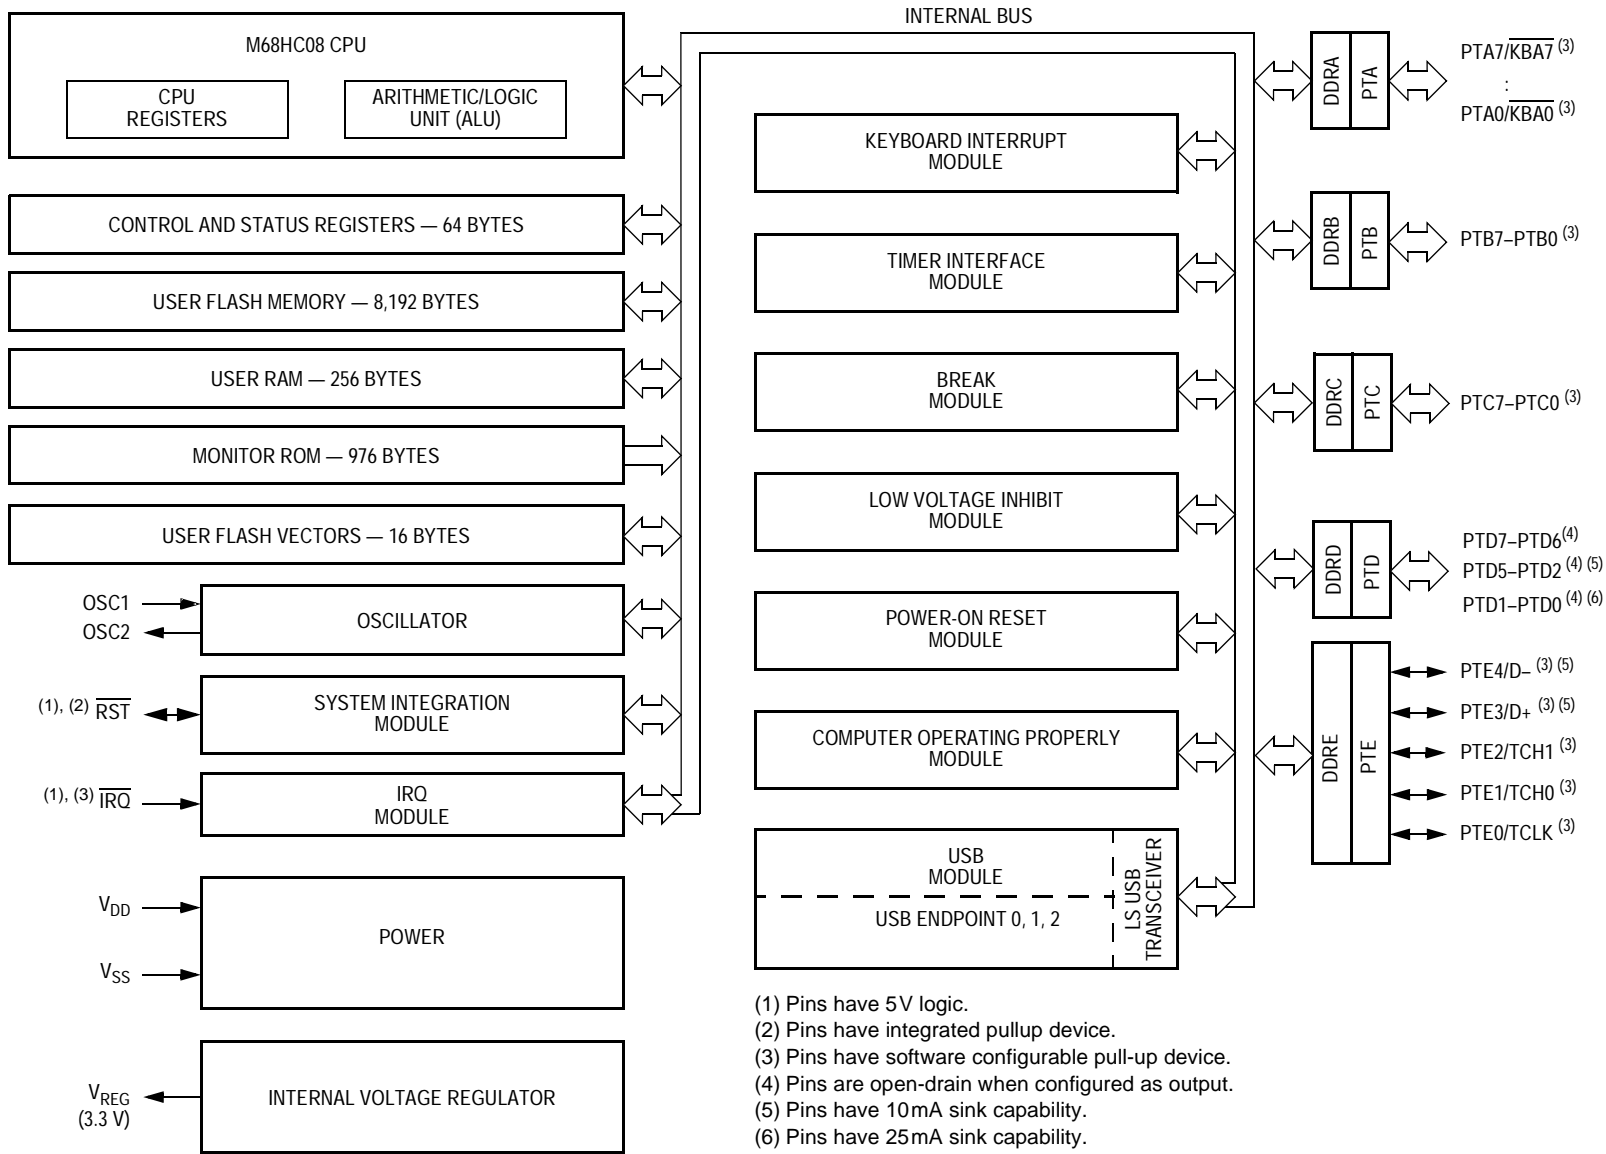 INTERNAL BUS
M68HC08 CPU
CPU
REGISTERS
ARITHMETIC/LOGIC
UNIT (ALU)
CONTROL AND STATUS REGISTERS — 64 BYTES
USER FLASH MEMORY — 8,192 BYTES
USER RAM — 256 BYTES
MONITOR ROM — 976 BYTES
USER FLASH VECTORS — 16 BYTES
OSC1
OSC2
OSCILLATOR
(1), (2) RST
SYSTEM INTEGRATION
MODULE
(1), (3) IRQ
IRQ
MODULE
VDD
VSS
POWER
VREG
(3.3 V)
INTERNAL VOLTAGE REGULATOR
KEYBOARD INTERRUPT
MODULE
TIMER INTERFACE
MODULE
BREAK
MODULE
LOW VOLTAGE INHIBIT
MODULE
POWER-ON RESET
MODULE
COMPUTER OPERATING PROPERLY
MODULE
USB
MODULE
USB ENDPOINT 0, 1, 2
LS USB
TRANSCEIVER
DDRA
PTA
PTA7/KBA7 (3)
:
PTA0/KBA0 (3)
DDRB
PTB
PTB7–PTB0 (3)
DDRC
PTC
PTC7–PTC0 (3)
DDRD
PTD
PTD7–PTD6(4)
PTD5–PTD2 (4) (5)
PTD1–PTD0 (4) (6)
DDRE
PTE
PTE4/D– (3) (5)
PTE3/D+ (3) (5)
PTE2/TCH1 (3)
PTE1/TCH0 (3)
PTE0/TCLK (3)
(1) Pins have 5V logic.
(2) Pins have integrated pullup device.
(3) Pins have software configurable pull-up device.
(4) Pins are open-drain when configured as output.
(5) Pins have 10mA sink capability.
(6) Pins have 25mA sink capability.